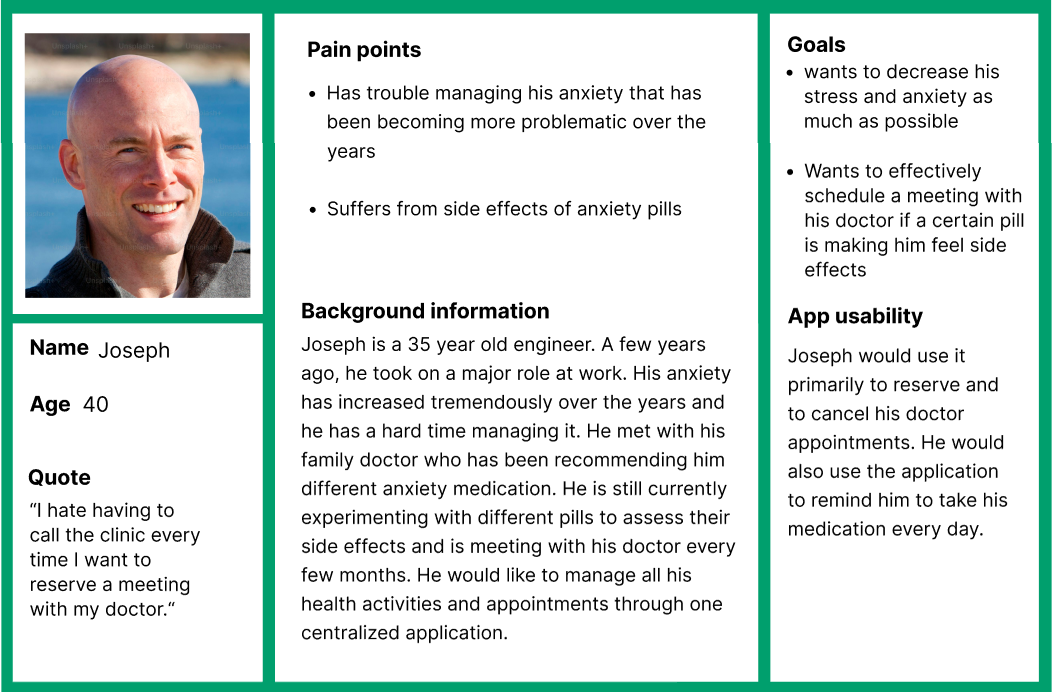 Name Joseph
Age 40
Quote
“I hate having to
call the clinic every
time I want to
reserve a meeting
with my doctor.“
Pain points
• Has trouble managing his anxiety that has
been becoming more problematic over the
years
• Suffers from side effects of anxiety pills
Background information
Joseph is a 35 year old engineer. A few years
ago, he took on a major role at work. His anxiety
has increased tremendously over the years and
he has a hard time managing it. He met with his
family doctor who has been recommending him
different anxiety medication. He is still currently
experimenting with different pills to assess their
side effects and is meeting with his doctor every
few months. He would like to manage all his
health activities and appointments through one
centralized application.
Goals
• wants to decrease his
stress and anxiety as
much as possible
• Wants to effectively
schedule a meeting with
his doctor if a certain pill
is making him feel side
effects
App usability
Joseph would use it
primarily to reserve and
to cancel his doctor
appointments. He would
also use the application
to remind him to take his
medication every day.